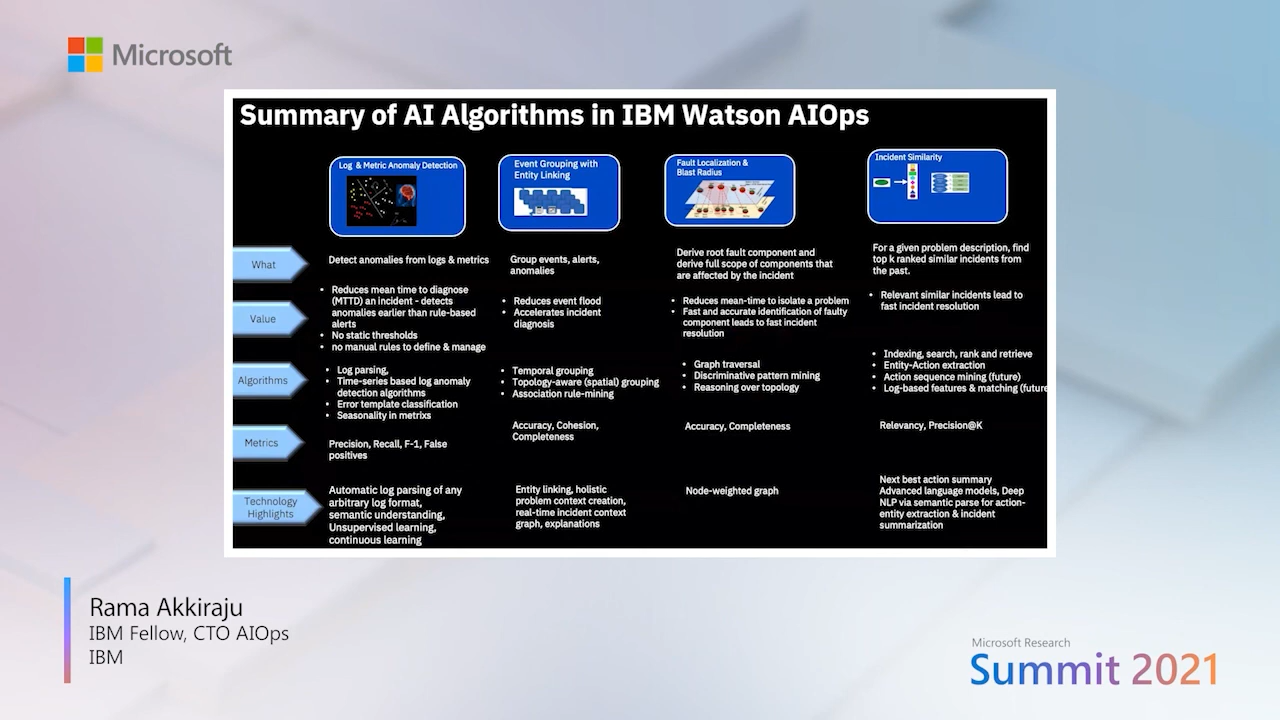 Microsoft
Summary of AI Algorithms in IBM Watson AIOps
Log & Metric Anomaly Detection
Event Grouping with
Entity Linking
Fault Localization &
Blast Radius
Incident Similarity
What
Detect anomalies from logs & metrics
Group events, alerts,
anomalies
Derive root fault component and
derive full scope of components that
are affected by the incident
For a given problem description, find
top k ranked similar incidents from
the past.
Value
• Reduces mean time to diagnose
(MTTD) an incident - detects
anomalies earlier than rule-based
alerts
• No static thresholds
• no manual rules to define & manage
• Reduces event flood
• Accelerates incident
diagnosis
• Reduces mean-time to isolate a problem
• Fast and accurate identification of faulty
component leads to fast incident
resolution
• Relevant similar incidents lead to
fast incident resolution
Algorithms
• Log parsing,
• Time-series based log anomaly
detection algorithms
• Error template classification
• Seasonality in metrixs
• Temporal grouping
• Topology-aware (spatial) grouping
• Association rule-mining
• Graph traversal
• Discriminative pattern mining
• Reasoning over topology
• Indexing, search, rank and retrieve
• Entity-Action extraction
• Action sequence mining (future)
• Log-based features & matching (future
Metrics
Precision, Recall, F-1, False
positives
Accuracy, Cohesion,
Completeness
Accuracy, Completeness
Relevancy, Precision@K
Technology
Highlights
Automatic log parsing of any
arbitrary log format,
semantic understanding,
Unsupervised learning,
continuous learning
Entity linking, holistic
problem context creation,
real-time incident context
graph, explanations
Node-weighted graph
Next best action summary
Advanced language models, Deep
NLP via semantic parse for action-
entity extraction & incident
summarization
Rama Akkiraju
IBM Fellow, CTO AIOps
IBM
Microsoft Research
Summit 2021